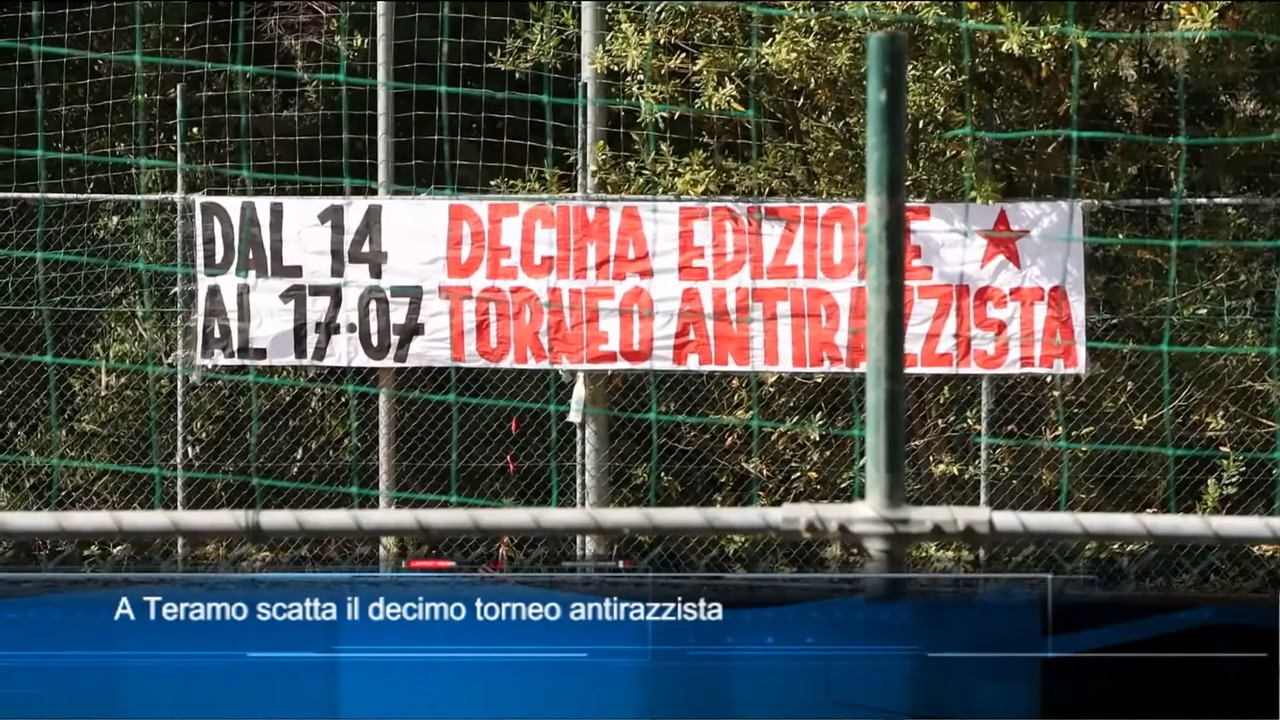 DAL 14 DECIMA EDIZIONE
AL 17·07 TORNEO ANTIRAZZISTA
A Teramo scatta il decimo torneo antirazzista